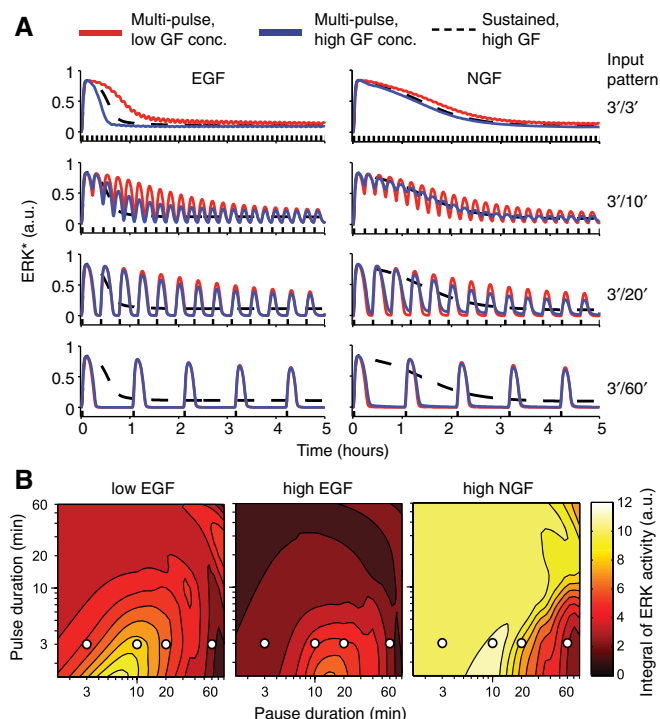 A
Multi-pulse, low GF conc.
Multi-pulse, high GF conc.
Sustained, high GF
Input pattern
EGF
NGF
1
0.5
0
3′/3′
1
0.5
0
3′/10′
1
0.5
0
3′/20′
1
0.5
0
3′/60′
ERK* (a.u.)
0 1 2 3 4 5
0 1 2 3 4 5
Time (hours)
B
low EGF
high EGF
high NGF
Pulse duration (min)
60
20
10
3
3 10 20 60
3 10 20 60
3 10 20 60
Pause duration (min)
12
10
8
6
4
2
0
Integral of ERK activity (a.u.)